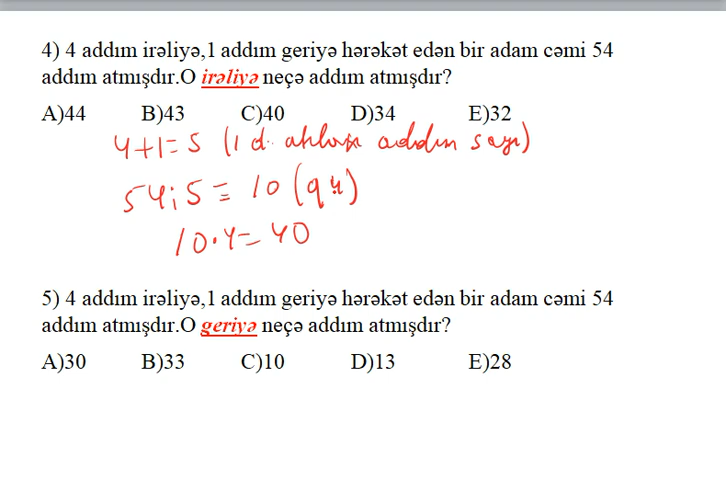 4) 4 addım irəliyə,1 addım geriyə hərəkət edən bir adam cəmi 54
addım atmışdır.O irəliyə neçə addım atmışdır?
A)44 B)43 C)40 D)34 E)32
4+1=5 (1 d. addım sayı)
54:5=10 (q4)
10·4=40
5) 4 addım irəliyə,1 addım geriyə hərəkət edən bir adam cəmi 54
addım atmışdır.O geriyə neçə addım atmışdır?
A)30 B)33 C)10 D)13 E)28